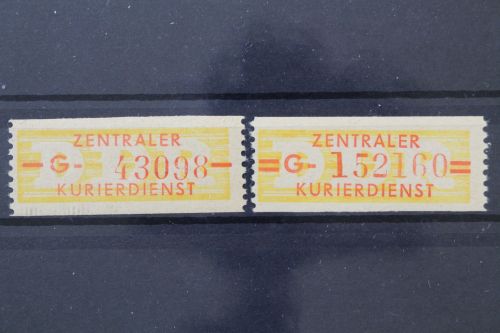 ZENTRALER
-G- 43098-
KURIERDIENST
ZENTRALER
=G- 152160=
KURIERDIENST